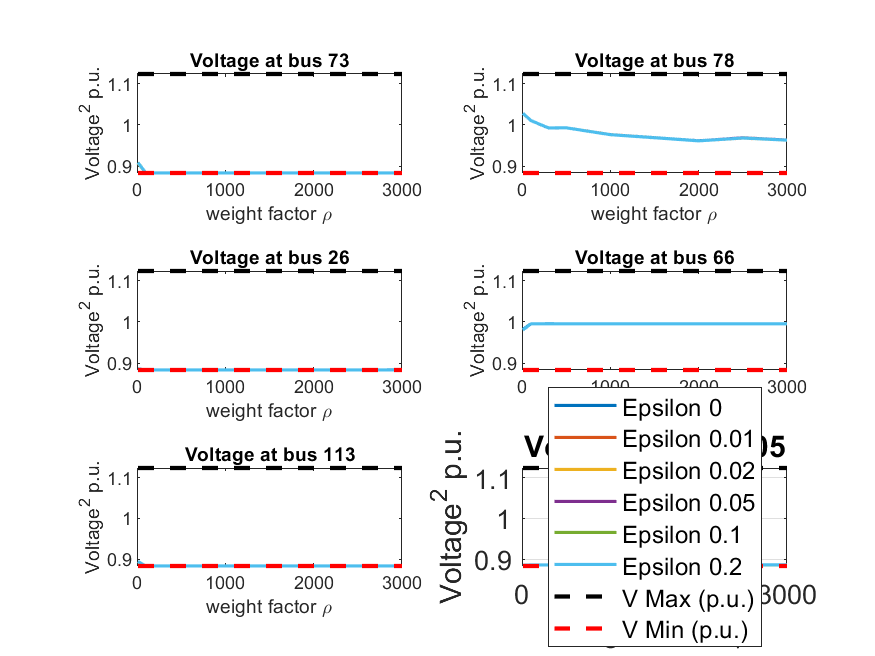 Voltage at bus 73
Voltage² p.u.
1.1
1
0.9
0 1000 2000 3000
weight factor ρ
Voltage at bus 78
Voltage² p.u.
1.1
1
0.9
0 1000 2000 3000
weight factor ρ
Voltage at bus 26
Voltage² p.u.
1.1
1
0.9
0 1000 2000 3000
weight factor ρ
Voltage at bus 66
Voltage² p.u.
1.1
1
0.9
0 1000 2000 3000
Voltage at bus 113
Voltage² p.u.
1.1
1
0.9
0 1000 2000 3000
weight factor ρ
Voltage² p.u.
1.1
1
0.9
0 3000
Epsilon 0
Epsilon 0.01
Epsilon 0.02
Epsilon 0.05
Epsilon 0.1
Epsilon 0.2
V Max (p.u.)
V Min (p.u.)